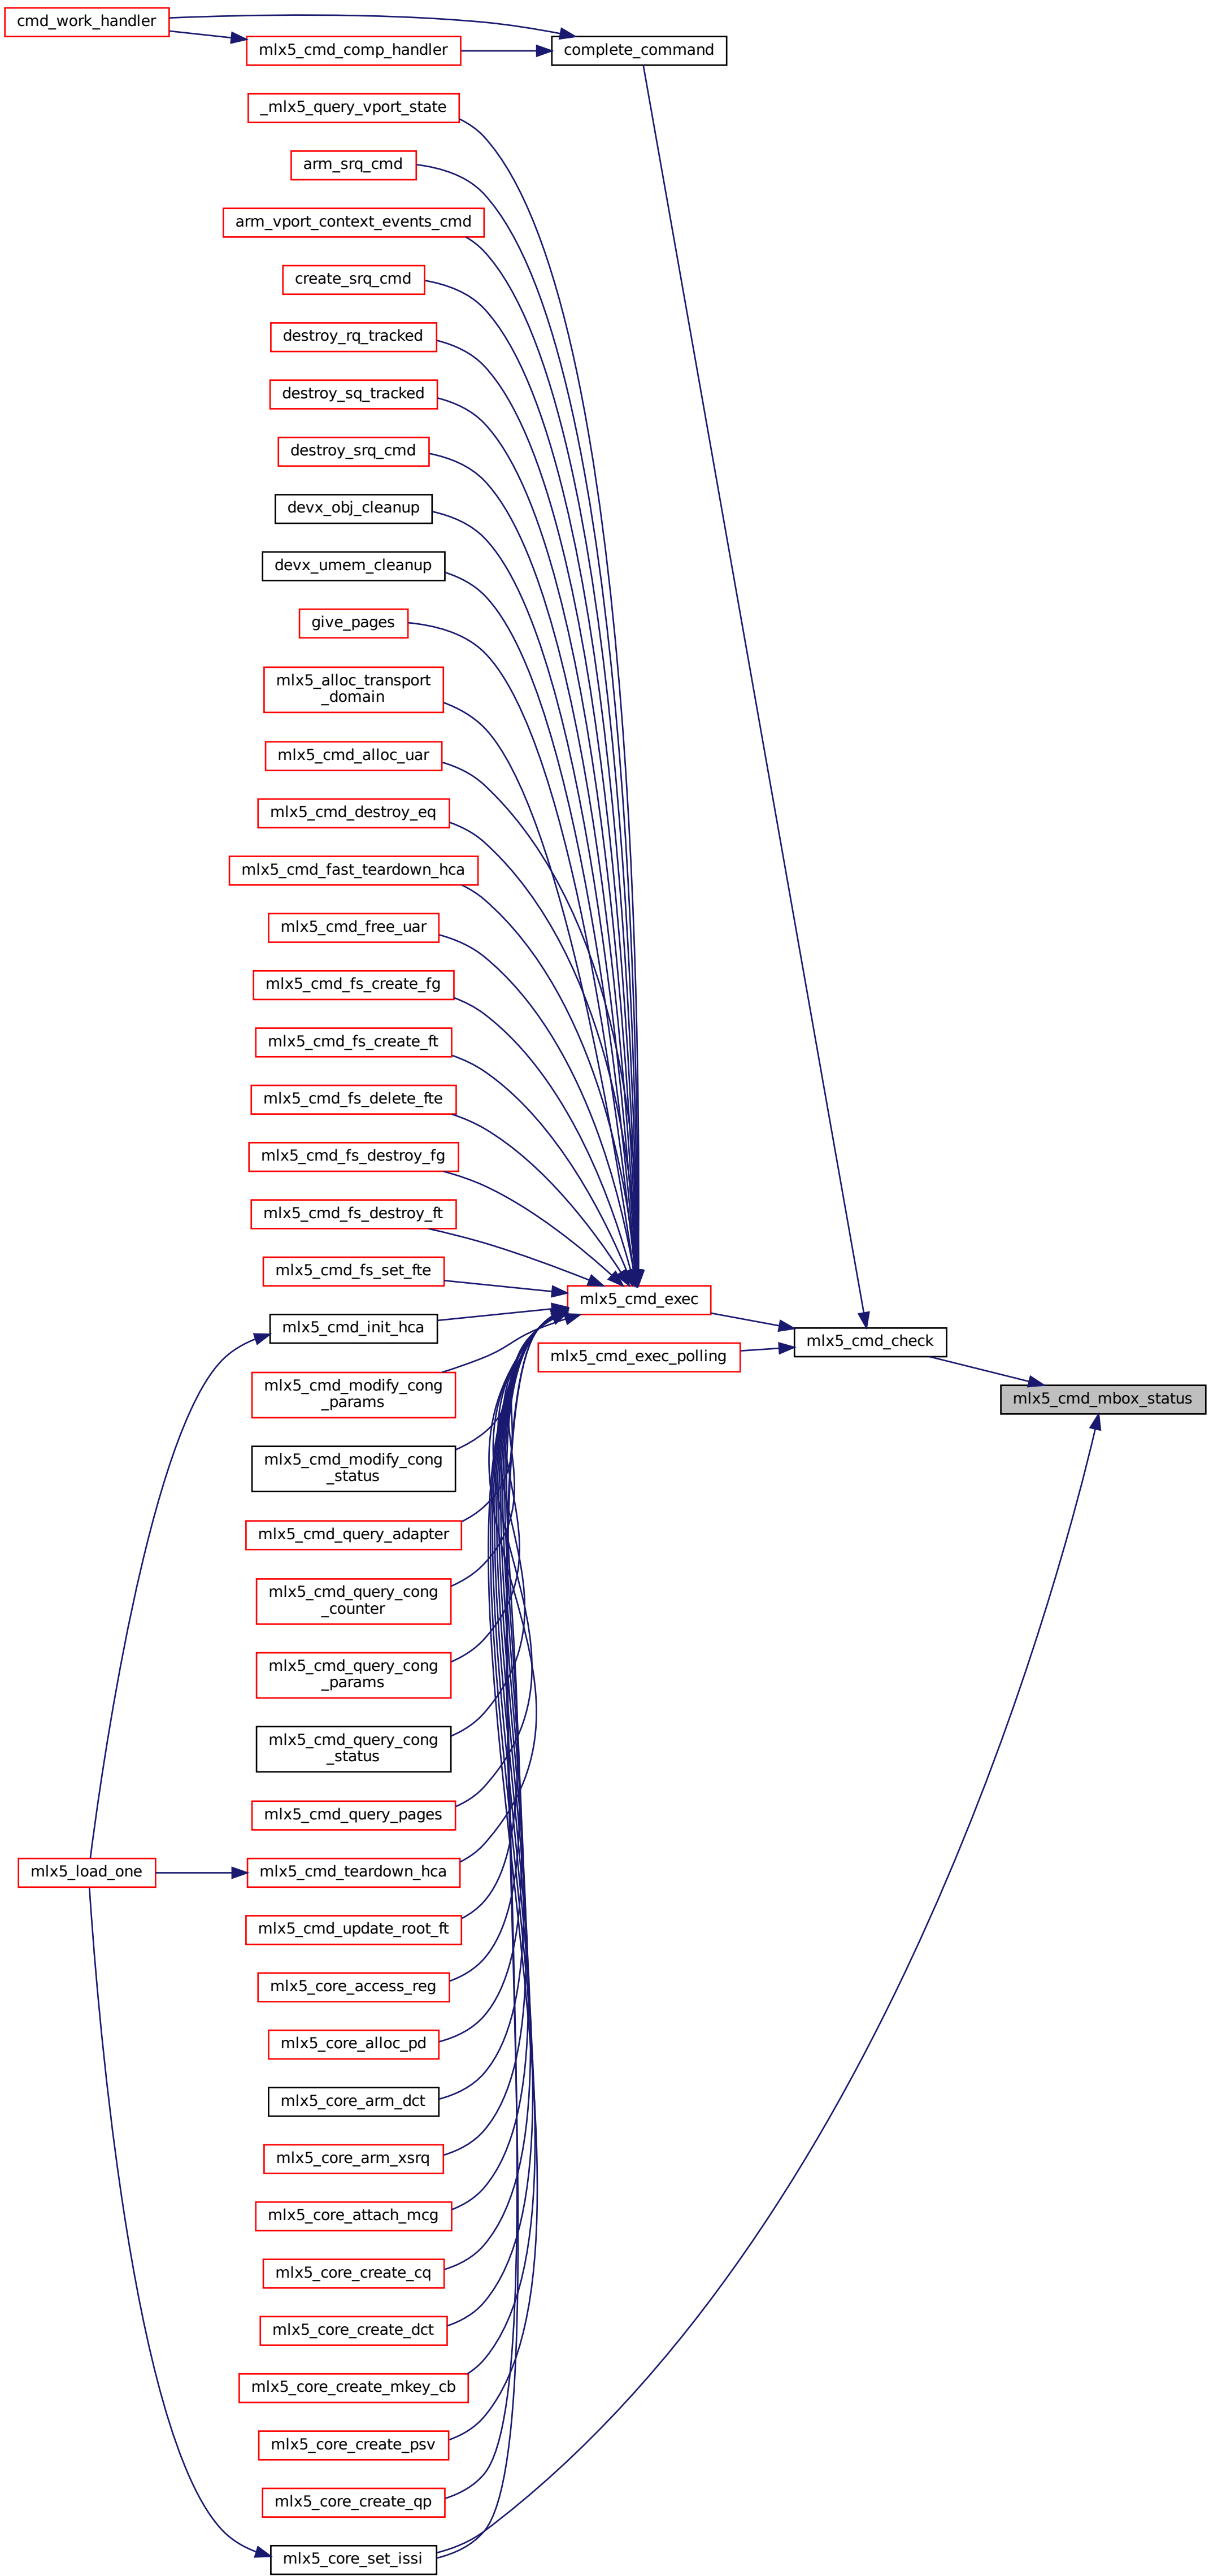 cmd_work_handler
mlx5_cmd_comp_handler
complete_command
_mlx5_query_vport_state
arm_srq_cmd
arm_vport_context_events_cmd
create_srq_cmd
destroy_rq_tracked
destroy_sq_tracked
destroy_srq_cmd
devx_obj_cleanup
devx_umem_cleanup
give_pages
mlx5_alloc_transport
_domain
mlx5_cmd_alloc_uar
mlx5_cmd_destroy_eq
mlx5_cmd_fast_teardown_hca
mlx5_cmd_free_uar
mlx5_cmd_fs_create_fg
mlx5_cmd_fs_create_ft
mlx5_cmd_fs_delete_fte
mlx5_cmd_fs_destroy_fg
mlx5_cmd_fs_destroy_ft
mlx5_cmd_fs_set_fte
mlx5_cmd_exec
mlx5_cmd_init_hca
mlx5_cmd_check
mlx5_cmd_exec_polling
mlx5_cmd_modify_cong
_params
mlx5_cmd_mbox_status
mlx5_cmd_modify_cong
_status
mlx5_cmd_query_adapter
mlx5_cmd_query_cong
_counter
mlx5_cmd_query_cong
_params
mlx5_cmd_query_cong
_status
mlx5_cmd_query_pages
mlx5_load_one
mlx5_cmd_teardown_hca
mlx5_cmd_update_root_ft
mlx5_core_access_reg
mlx5_core_alloc_pd
mlx5_core_arm_dct
mlx5_core_arm_xsrq
mlx5_core_attach_mcg
mlx5_core_create_cq
mlx5_core_create_dct
mlx5_core_create_mkey_cb
mlx5_core_create_psv
mlx5_core_create_qp
mlx5_core_set_issi